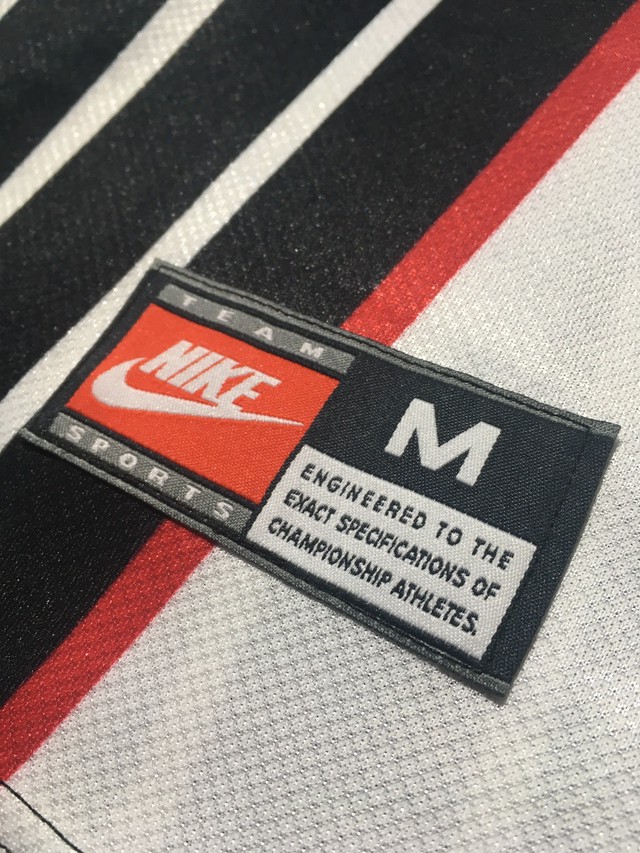 TEAM
NIKE
SPORTS
M
ENGINEERED TO THE
EXACT SPECIFICATIONS OF
CHAMPIONSHIP ATHLETES.